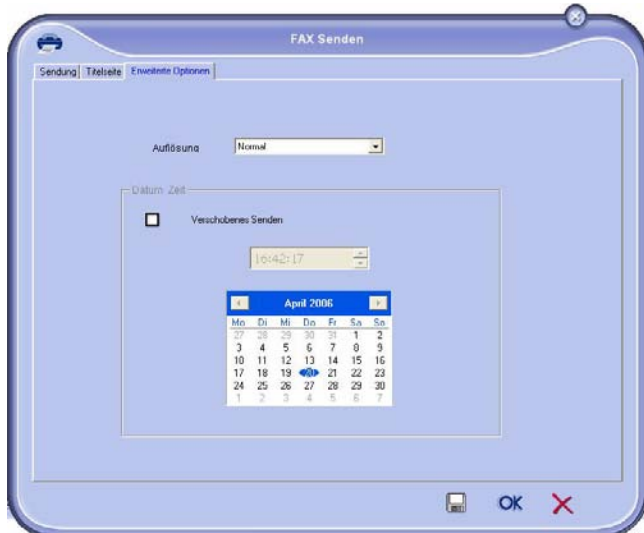 FAX Senden
Sendung Titelseite Erweiterte Optionen
Auflösung Normal
Datum Zeit
Verschobenes Senden
16:42:17
April 2006
Mo Di Mi Do Fr Sa So
27 28 29 30 31 1 2
3 4 5 6 7 8 9
10 11 12 13 14 15 16
17 18 19 20 21 22 23
24 25 26 27 28 29 30
1 2 3 4 5 6 7
OK